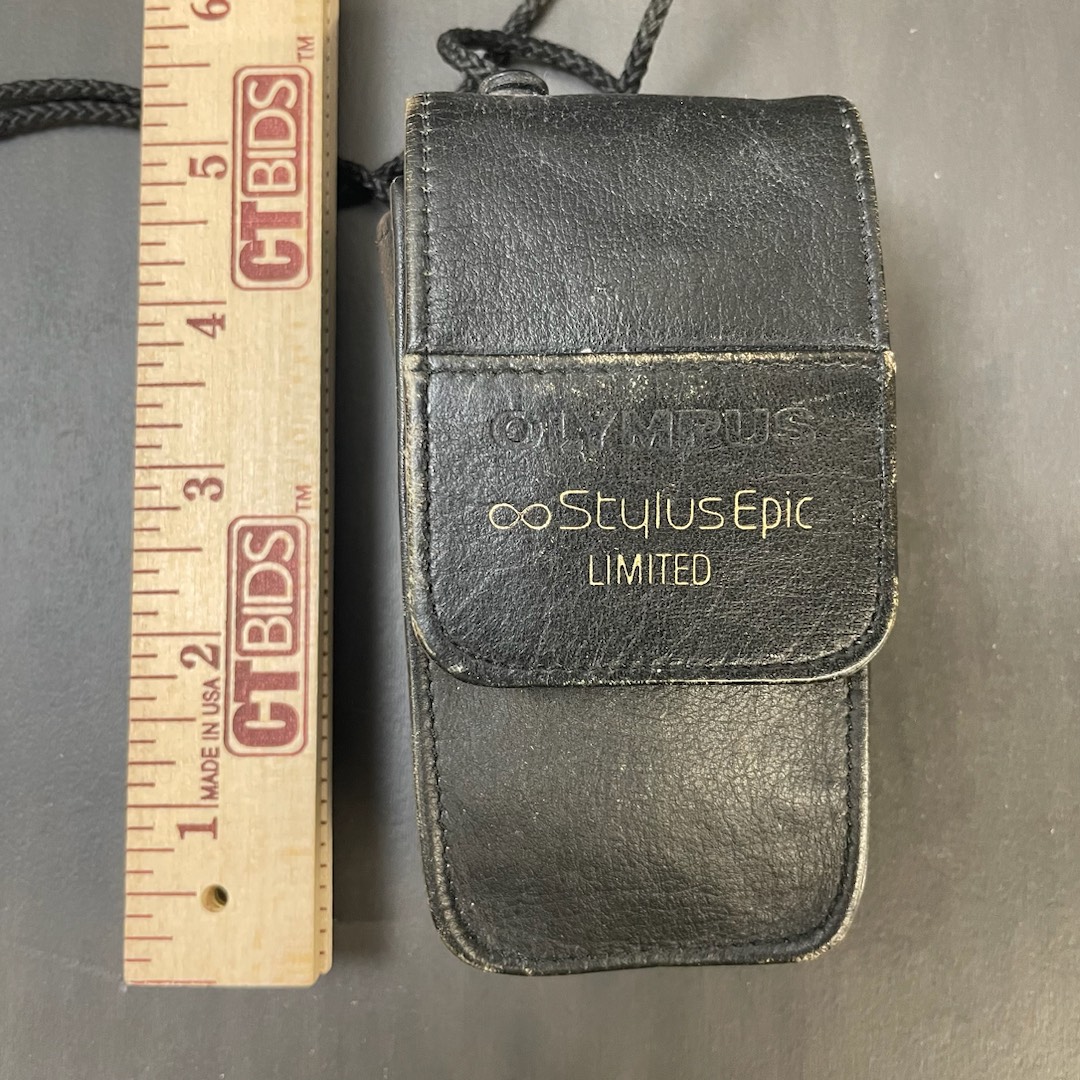 6
5
4
3
2
1
CTBIDS™
CTBIDS™
MADE IN USA
OLYMPUS
∞Stylus Epic
LIMITED